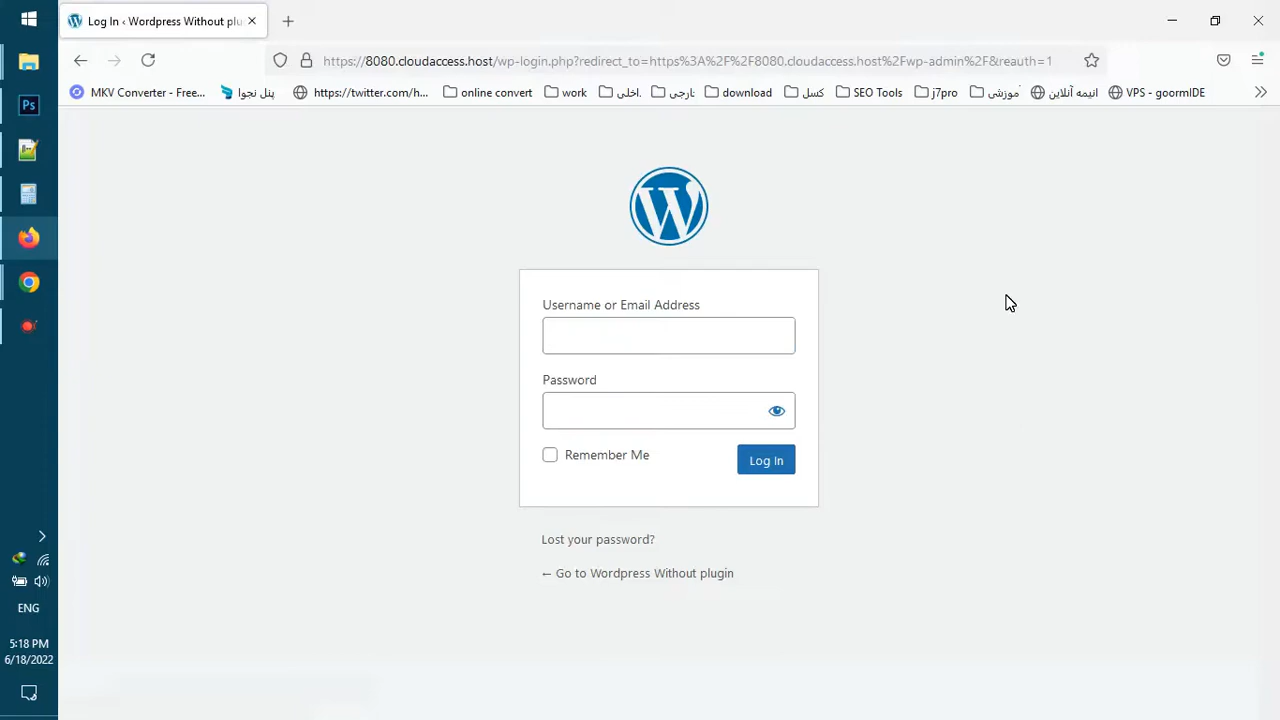 Log In ‹ Wordpress Without plu
https://8080.cloudaccess.host/wp-login.php?redirect_to=https%3A%2F%2F8080.cloudaccess.host%2Fwp-admin%2F&reauth=1
MKV Converter - Free...
پنل نجوا
https://twitter.com/h...
online convert
work
داخلی
خارجی
download
کسل
SEO Tools
j7pro
آموزشی
انیمه آنلاین
VPS - goormIDE
Ps
Username or Email Address
Password
Remember Me
Log In
Lost your password?
← Go to Wordpress Without plugin
ENG
5:18 PM
6/18/2022